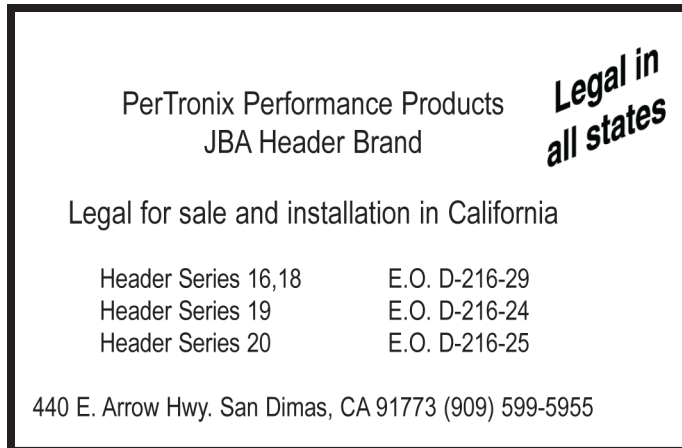 PerTronix Performance Products
JBA Header Brand
Legal in
all states
Legal for sale and installation in California
Header Series 16,18 E.O. D-216-29
Header Series 19 E.O. D-216-24
Header Series 20 E.O. D-216-25
440 E. Arrow Hwy. San Dimas, CA 91773 (909) 599-5955